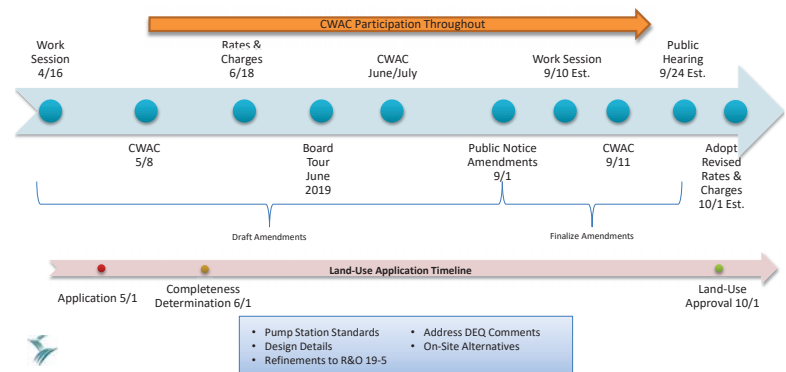 CWAC Participation Throughout
Work
Session
4/16
Rates &
Charges
6/18
CWAC
June/July
Work Session
9/10 Est.
Public
Hearing
9/24 Est.
CWAC
5/8
Board
Tour
June
2019
Public Notice
Amendments
9/1
CWAC
9/11
Adopt
Revised
Rates &
Charges
10/1 Est.
Draft Amendments
Finalize Amendments
Land-Use Application Timeline
Application 5/1
Completeness
Determination 6/1
Land-Use
Approval 10/1
• Pump Station Standards
• Design Details
• Refinements to R&O 19-5
• Address DEQ Comments
• On-Site Alternatives